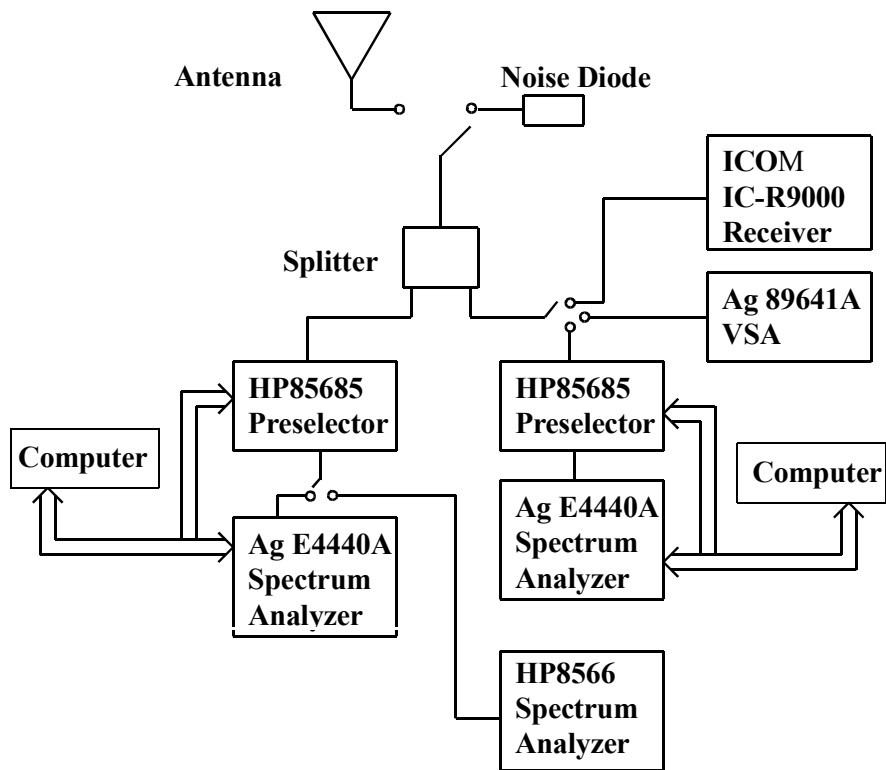 Antenna
Noise Diode
ICOM
IC-R9000
Receiver
Splitter
Ag 89641A
VSA
HP85685
Preselector
HP85685
Preselector
Computer
Computer
Ag E4440A
Spectrum
Analyzer
Ag E4440A
Spectrum
Analyzer
HP8566
Spectrum
Analyzer